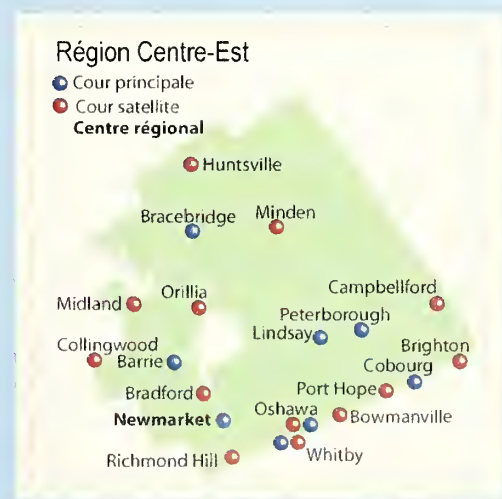 Région Centre-Est
Cour principale
Cour satellite
Centre régional
Huntsville
Bracebridge
Minden
Midland
Orillia
Campbellford
Peterborough
Lindsay
Collingwood
Barrie
Brighton
Cobourg
Bradford
Port Hope
Newmarket
Oshawa
Bowmanville
Richmond Hill
Whitby